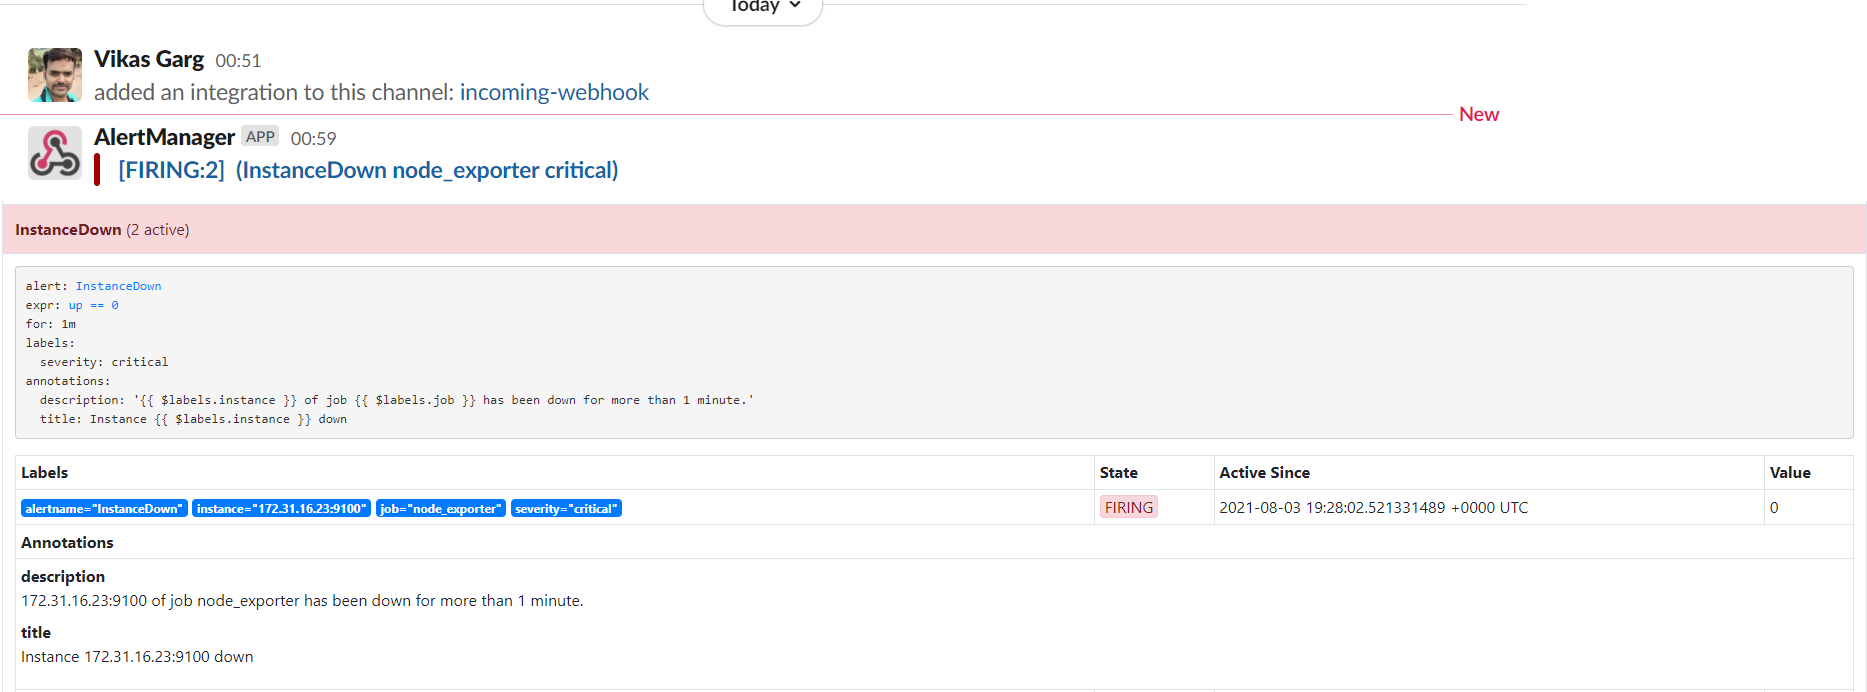 Today
Vikas Garg 00:51
added an integration to this channel: incoming-webhook
New
AlertManager APP 00:59
[FIRING:2] (InstanceDown node_exporter critical)
InstanceDown (2 active)
alert: InstanceDown
expr: up == 0
for: 1m
labels:
severity: critical
annotations:
description: '{{ $labels.instance }} of job {{ $labels.job }} has been down for more than 1 minute.'
title: Instance {{ $labels.instance }} down
Labels State Active Since Value
alertname="InstanceDown" instance="172.31.16.23:9100" job="node_exporter" severity="critical" FIRING 2021-08-03 19:28:02.521331489 +0000 UTC 0
Annotations
description
172.31.16.23:9100 of job node_exporter has been down for more than 1 minute.
title
Instance 172.31.16.23:9100 down